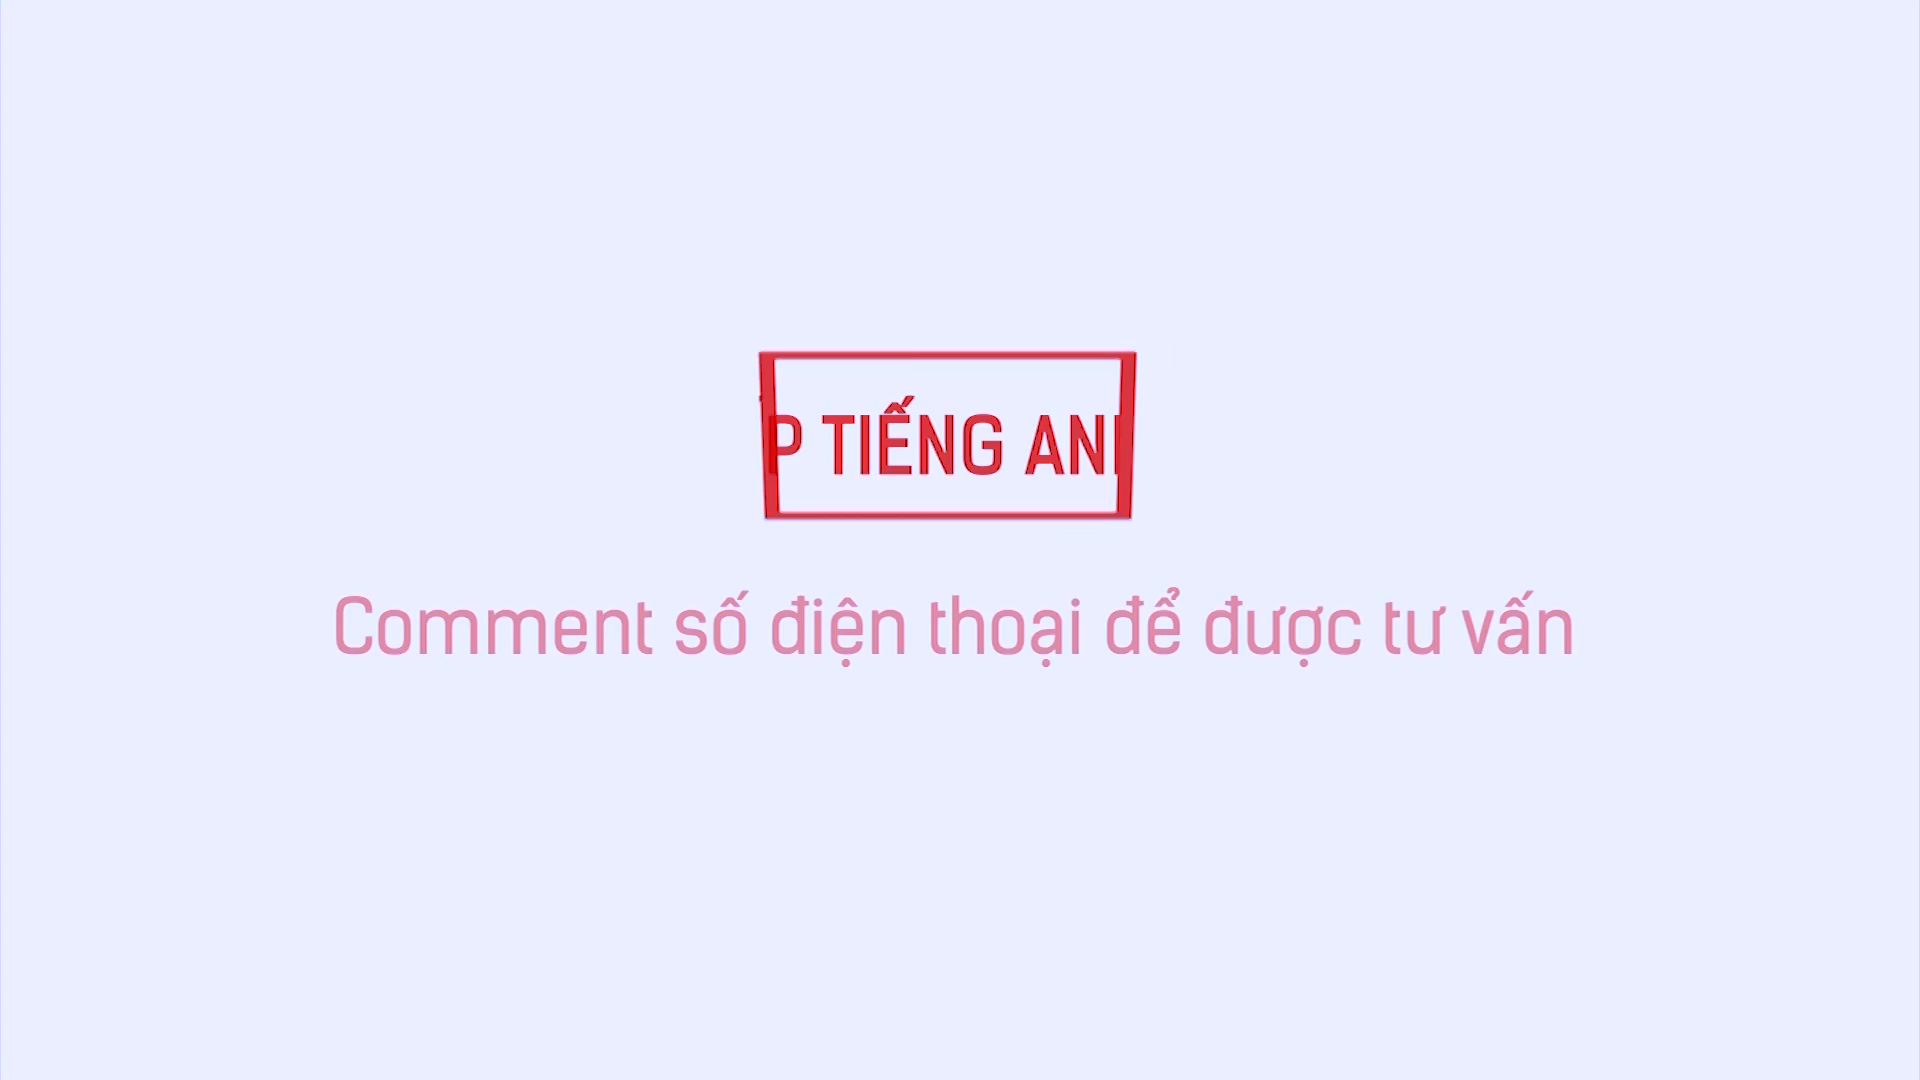 P TIẾNG AN
Comment số điện thoại để được tư vấn